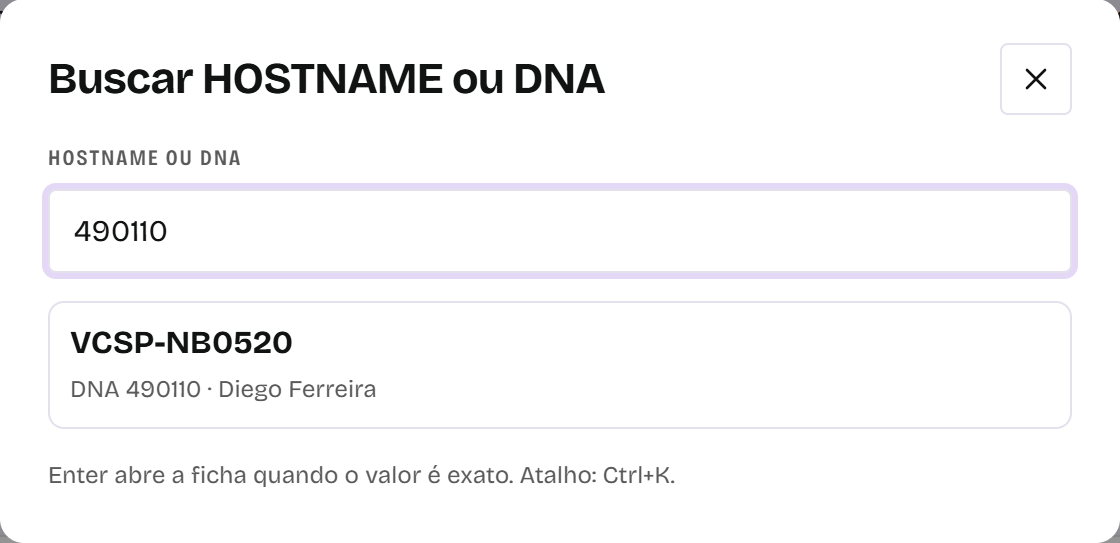 Buscar HOSTNAME ou DNA
HOSTNAME OU DNA
490110
VCSP-NB0520
DNA 490110 · Diego Ferreira
Enter abre a ficha quando o valor é exato. Atalho: Ctrl+K.